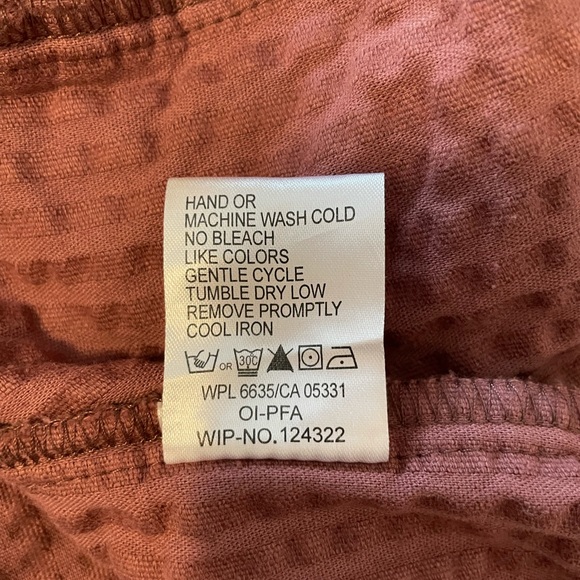 HAND OR
MACHINE WASH COLD
NO BLEACH
LIKE COLORS
GENTLE CYCLE
TUMBLE DRY LOW
REMOVE PROMPTLY
COOL IRON
OR 30C
WPL 6635/CA 05331
OI-PFA
WIP-NO. 124322